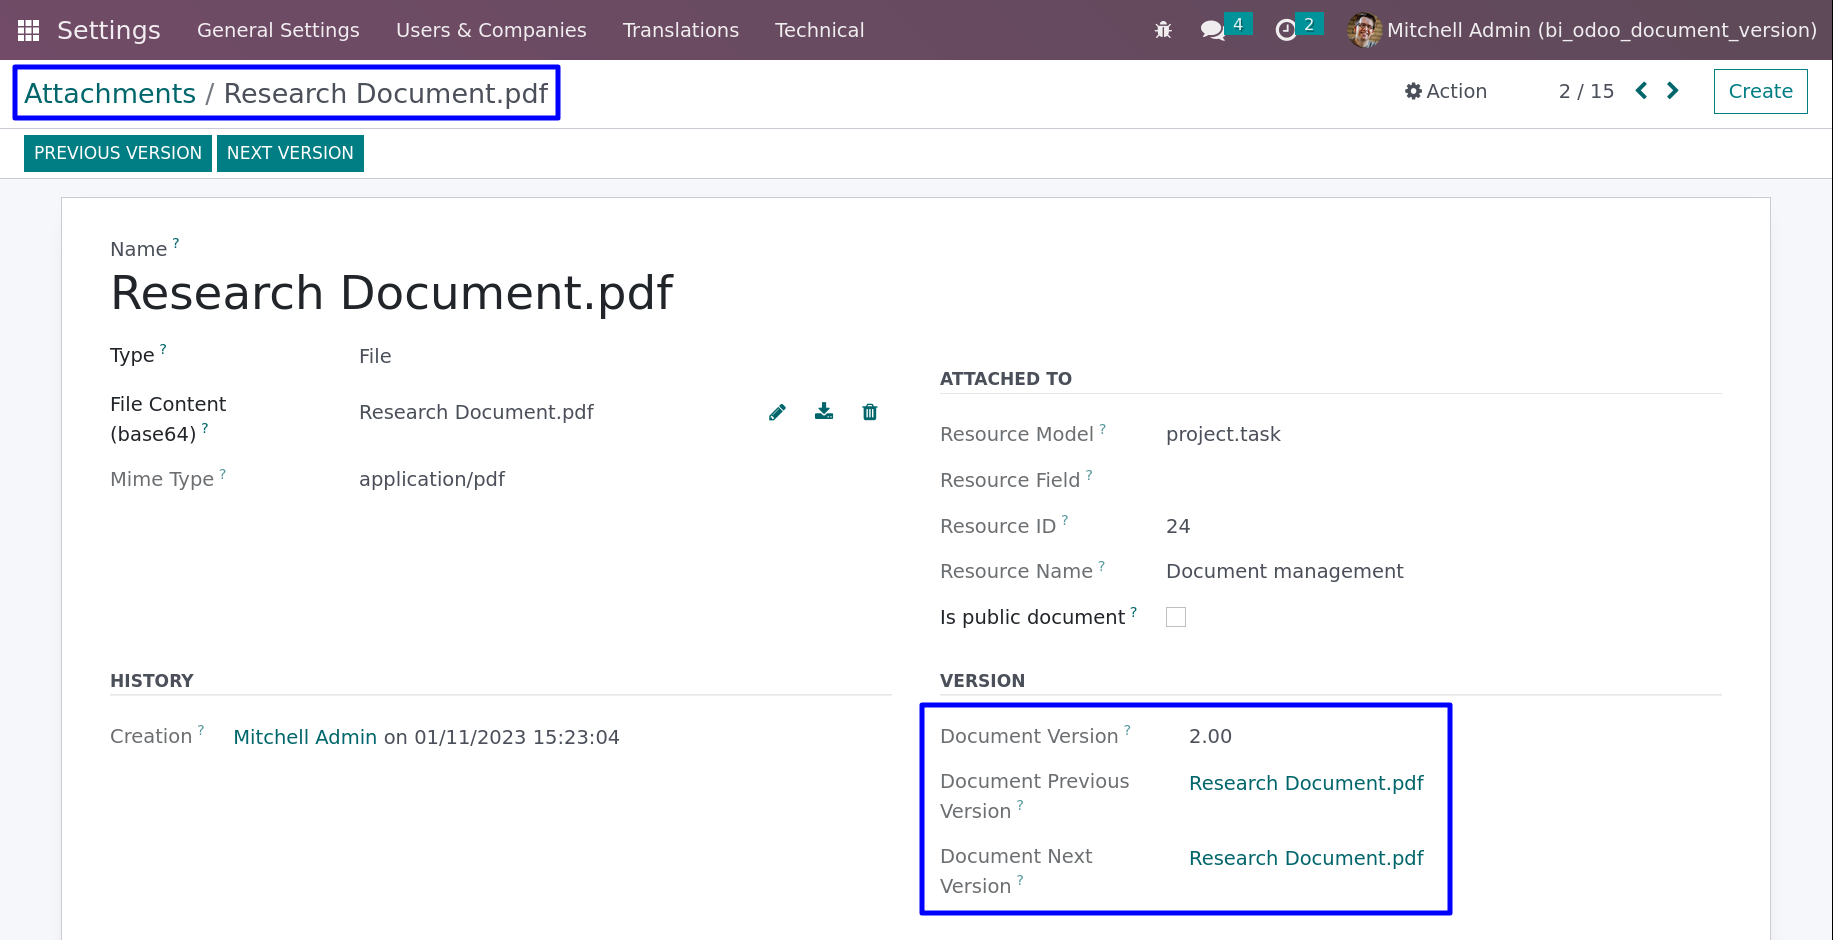 Settings General Settings Users & Companies Translations Technical 4 2 Mitchell Admin (bi_odoo_document_version)
Attachments / Research Document.pdf Action 2 / 15 Create
PREVIOUS VERSION NEXT VERSION
Name ?
Research Document.pdf
Type ? File
File Content
(base64) ?
Research Document.pdf
Mime Type ? application/pdf
ATTACHED TO
Resource Model ? project.task
Resource Field ?
Resource ID ? 24
Resource Name ? Document management
Is public document ?
HISTORY
Creation ? Mitchell Admin on 01/11/2023 15:23:04
VERSION
Document Version ? 2.00
Document Previous
Version ?
Research Document.pdf
Document Next
Version ?
Research Document.pdf